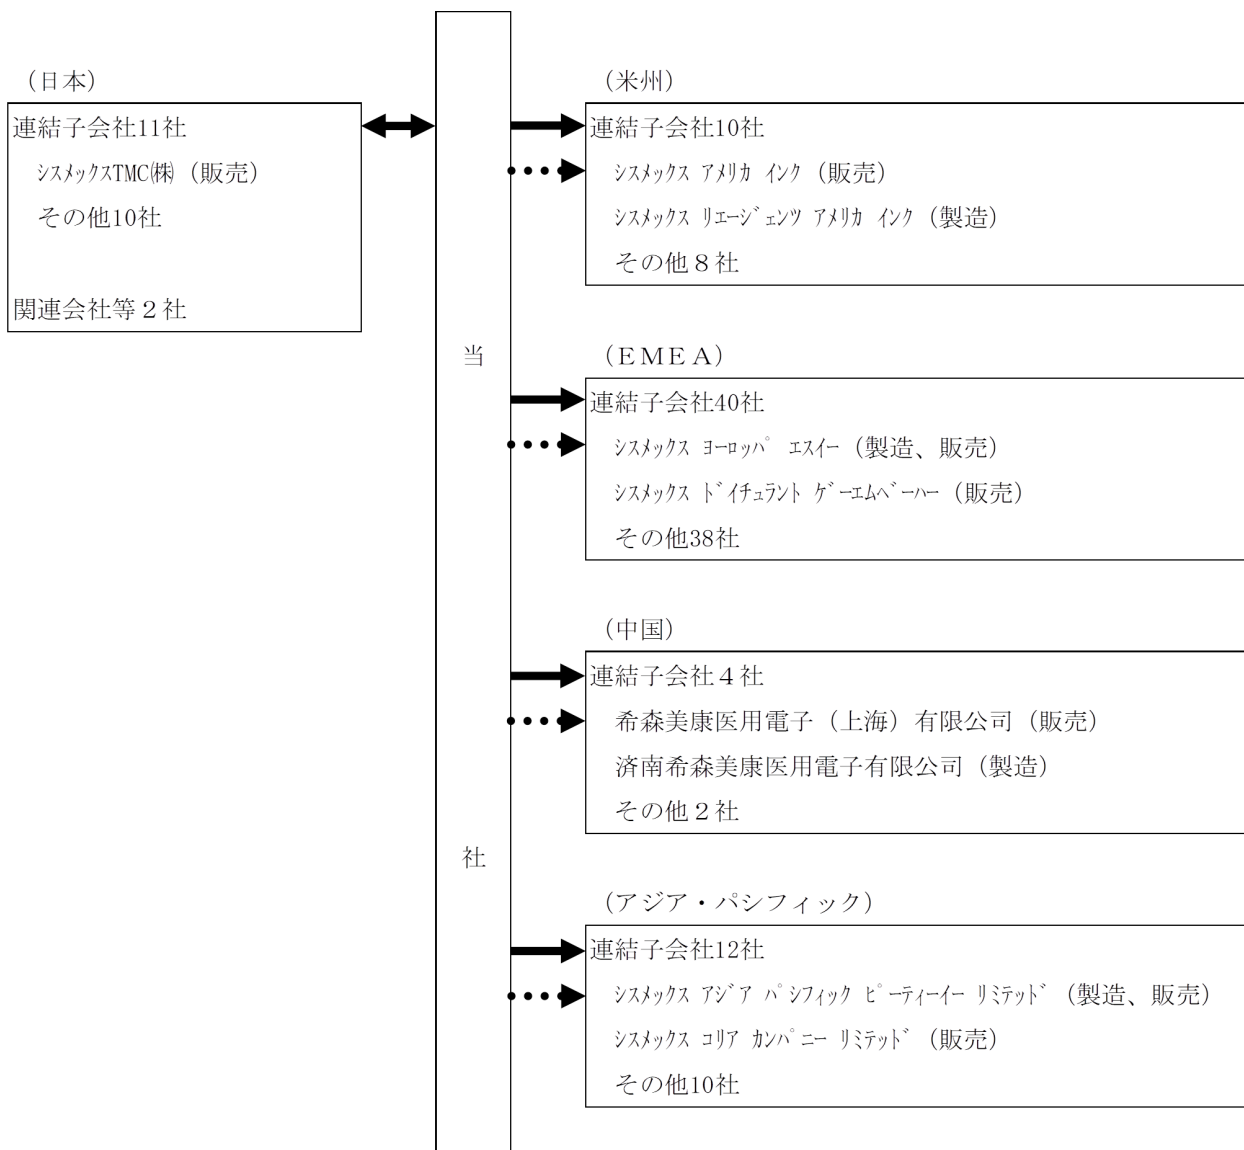 （日本）
連結子会社11社
ｼｽﾒｯｸｽTMC㈱（販売）
その他10社
関連会社等２社
当
社
（米州）
連結子会社10社
ｼｽﾒｯｸｽ ｱﾒﾘｶ ｲﾝｸ（販売）
ｼｽﾒｯｸｽ ﾘｴｰｼﾞｪﾝﾂ ｱﾒﾘｶ ｲﾝｸ（製造）
その他８社
（ＥＭＥＡ）
連結子会社40社
ｼｽﾒｯｸｽ ﾖｰﾛｯﾊﾟ ｴｽｲｰ（製造、販売）
ｼｽﾒｯｸｽ ﾄﾞｲﾁｭﾗﾝﾄ ｹﾞｰｴﾑﾍﾞｰﾊｰ（販売）
その他38社
（中国）
連結子会社４社
希森美康医用電子（上海）有限公司（販売）
済南希森美康医用電子有限公司（製造）
その他２社
（アジア・パシフィック）
連結子会社12社
ｼｽﾒｯｸｽ ｱｼﾞｱ ﾊﾟｼﾌｨｯｸ ﾋﾟｰﾃｨｰｲｰ ﾘﾐﾃｯﾄﾞ（製造、販売）
ｼｽﾒｯｸｽ ｺﾘｱ ｶﾝﾊﾟﾆｰ ﾘﾐﾃｯﾄﾞ（販売）
その他10社